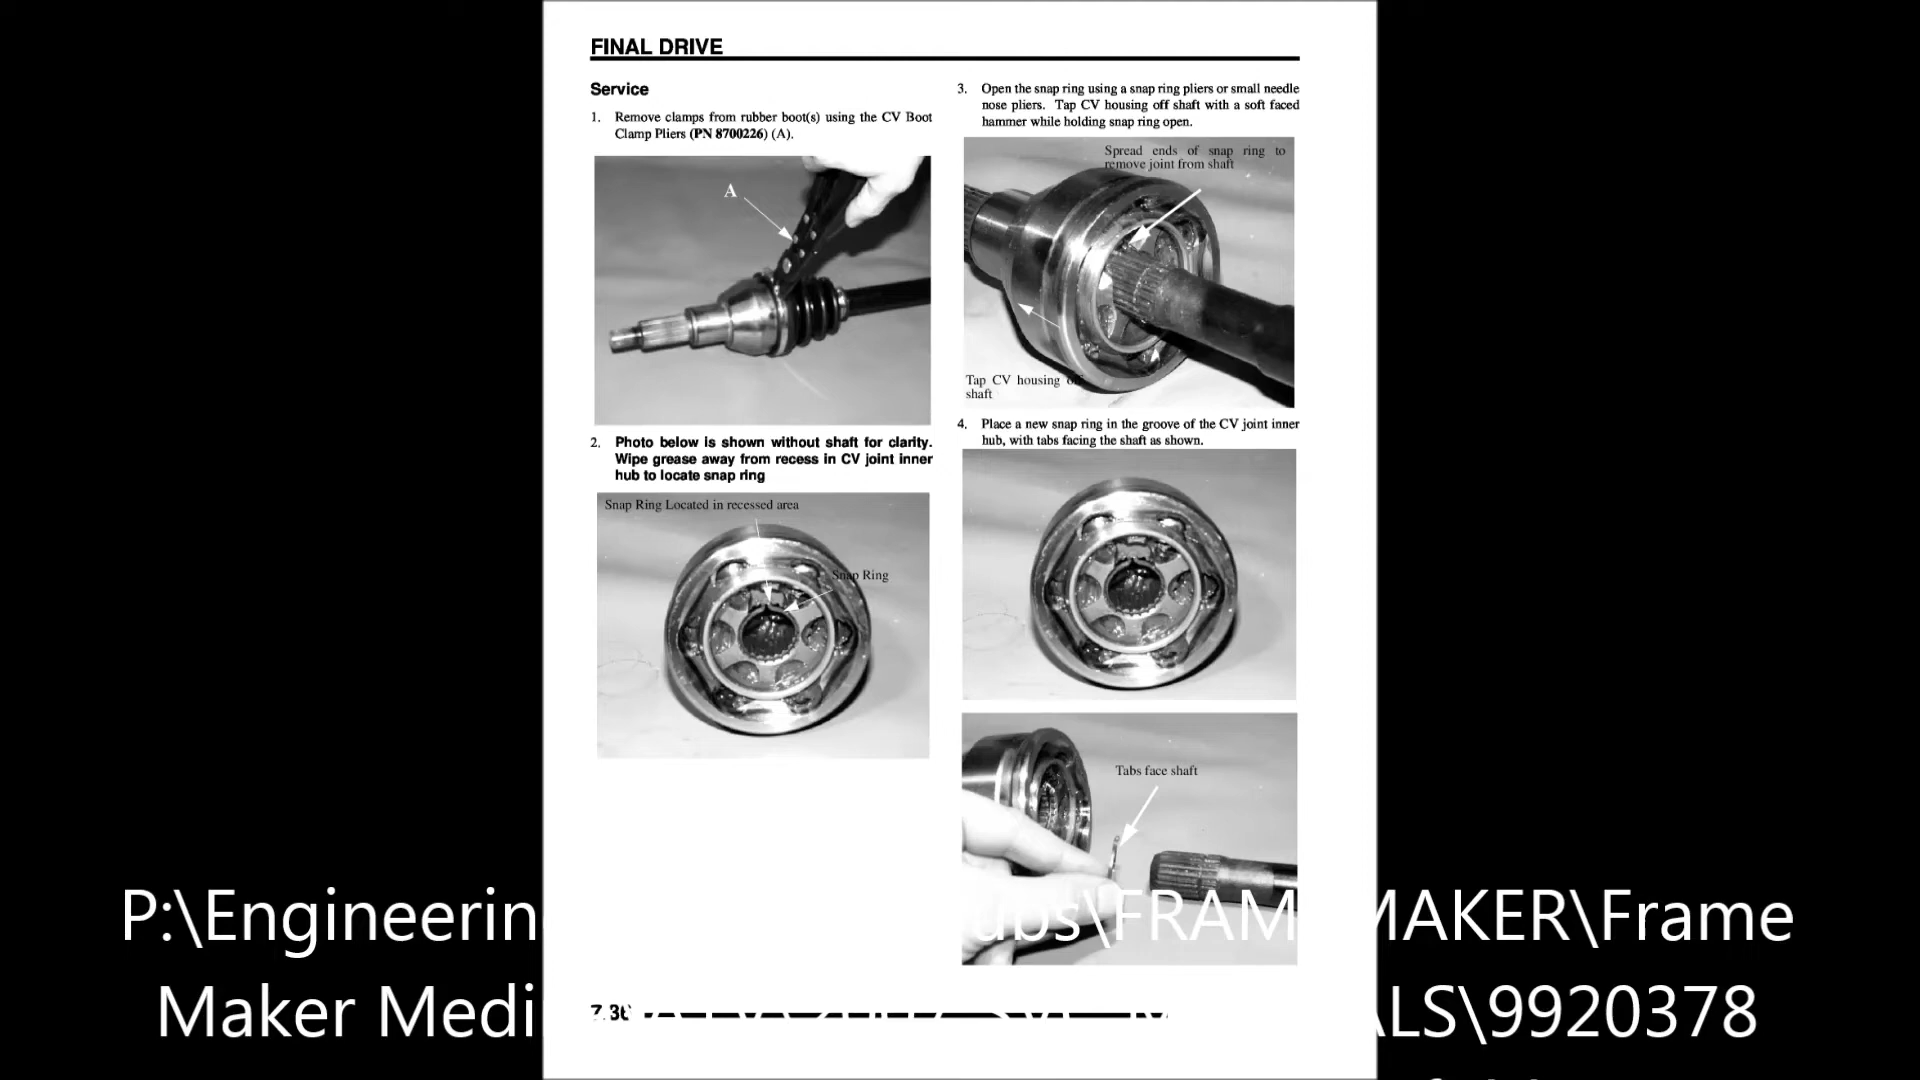 FINAL DRIVE
Service
1. Remove clamps from rubber boot(s) using the CV Boot
Clamp Pliers (PN 8700226) (A).
A
2. Photo below is shown without shaft for clarity.
Wipe grease away from recess in CV joint inner
hub to locate snap ring
Snap Ring Located in recessed area
Snap Ring
3. Open the snap ring using a snap ring pliers or small needle
nose pliers. Tap CV housing off shaft with a soft faced
hammer while holding snap ring open.
Spread ends of snap ring to
remove joint from shaft
Tap CV housing off
shaft
4. Place a new snap ring in the groove of the CV joint inner
hub, with tabs facing the shaft as shown.
Tabs face shaft
P:\Engineerin ubs\FRAM MAKER\Frame
Maker Medi ALS\9920378
7.36